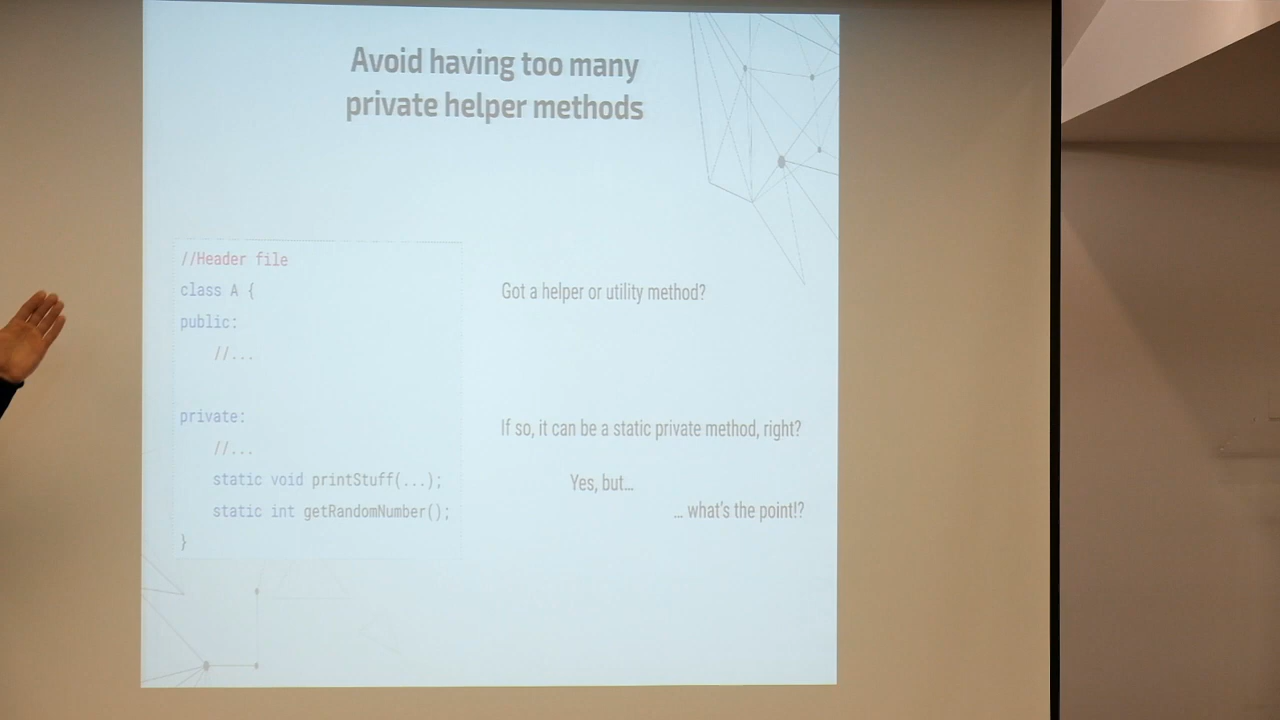 Avoid having too many
private helper methods
//Header file
class A {
public:
//...
private:
//...
static void printStuff(...);
static int getRandomNumber();
}
Got a helper or utility method?
If so, it can be a static private method, right?
Yes, but...
... what's the point!?